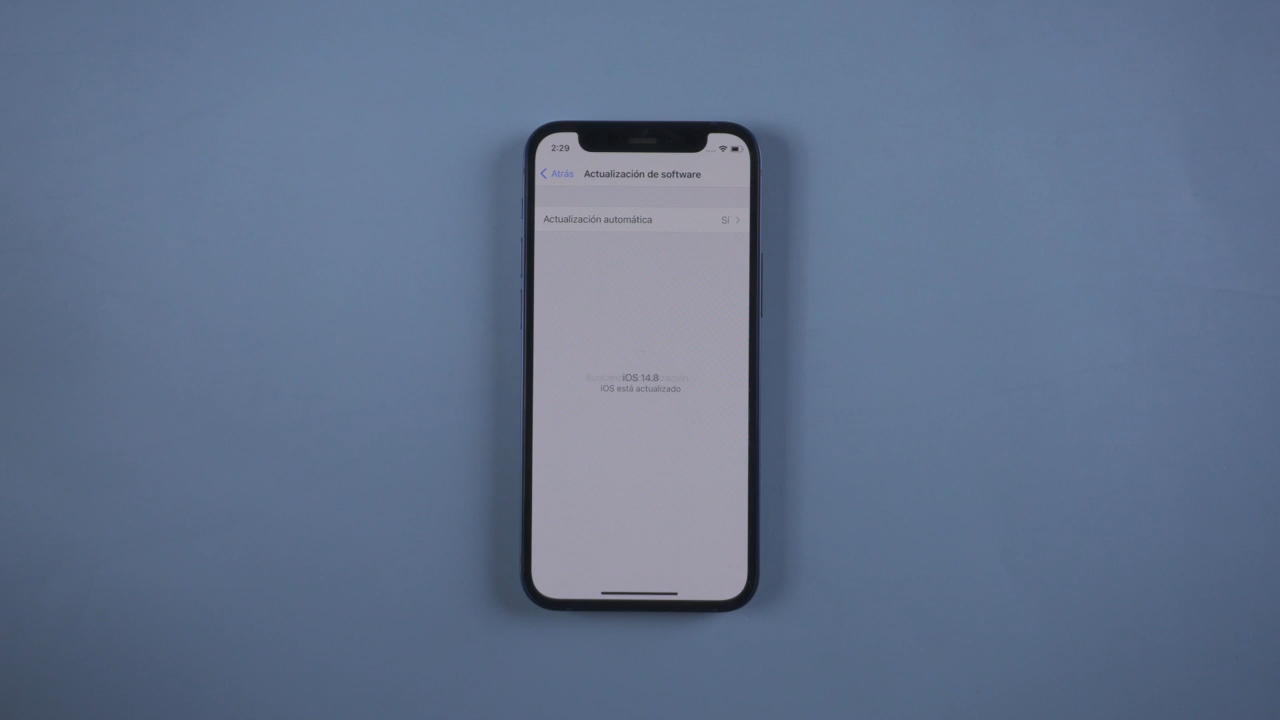 2:29
Atrás Actualización de software
Actualización automática Sí
iOS 14.8
iOS está actualizado